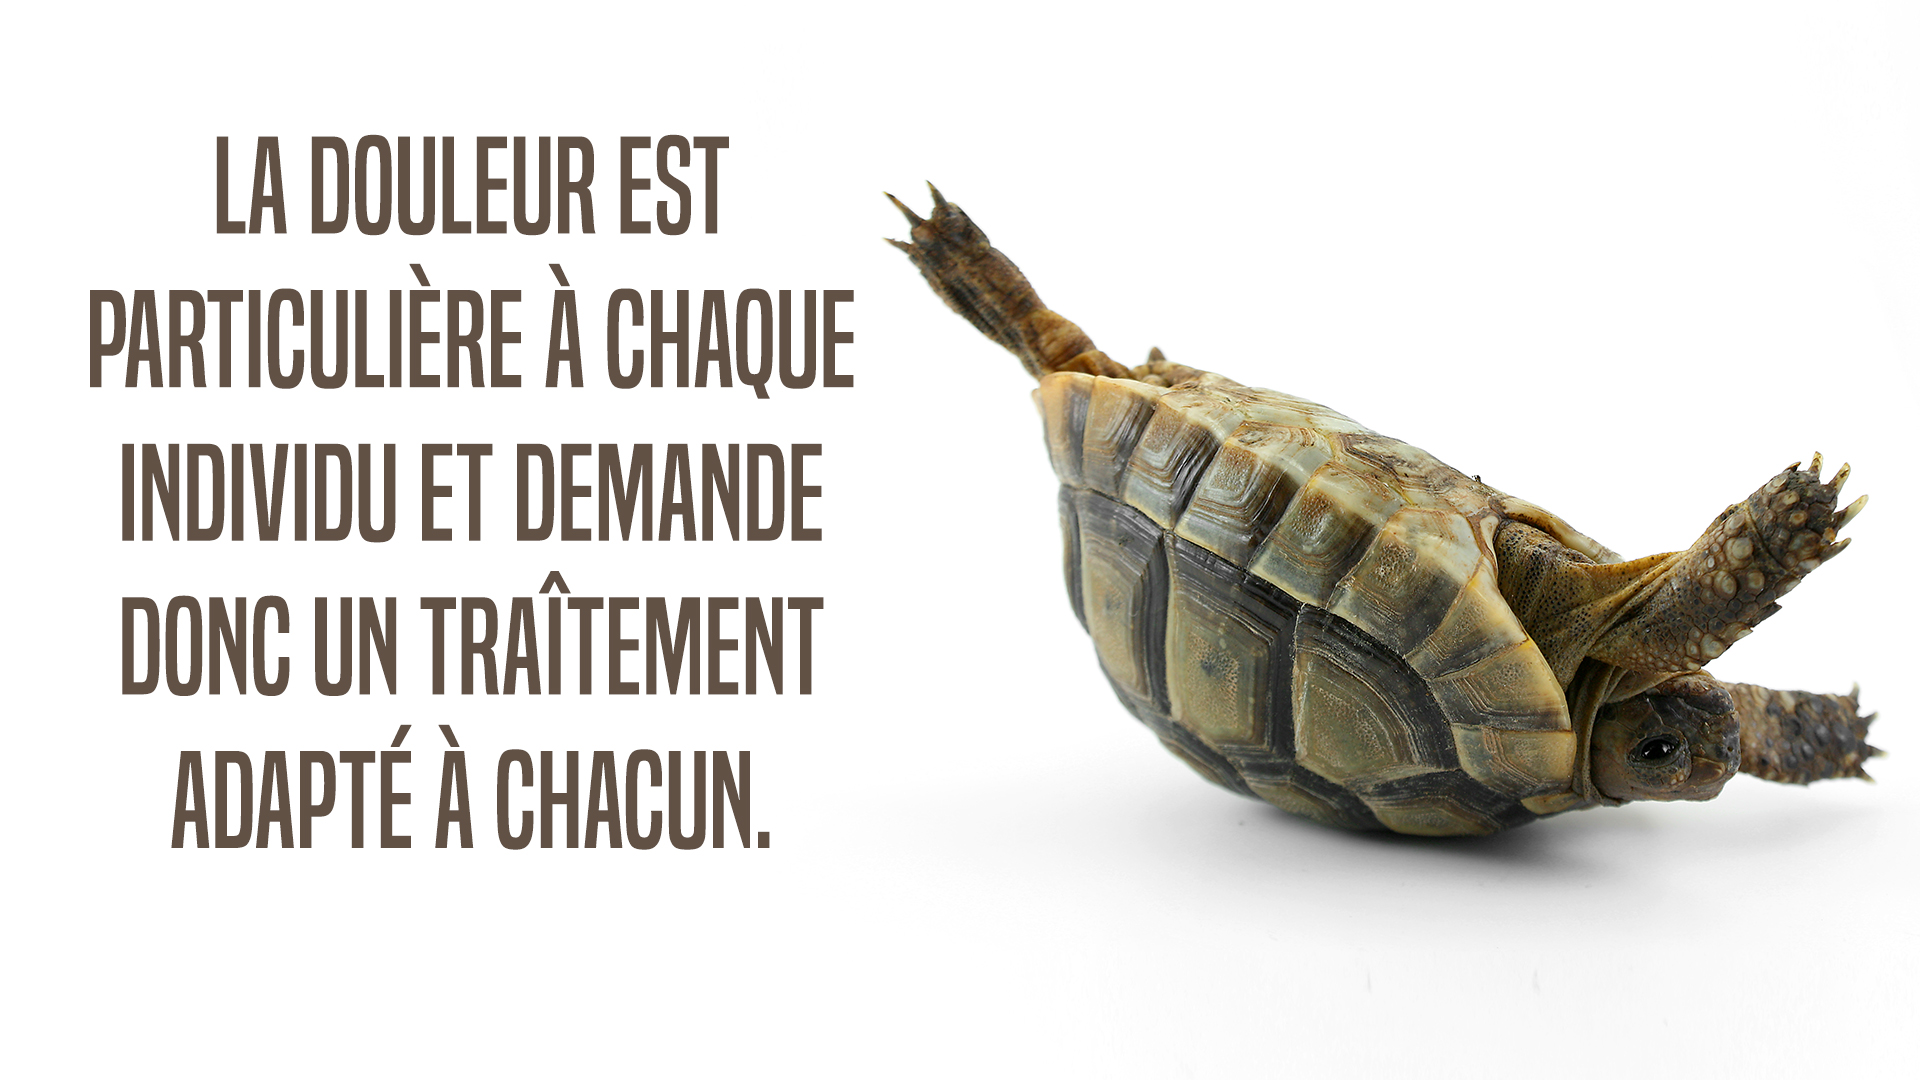 LA DOULEUR EST
PARTICULIÈRE À CHAQUE
INDIVIDU ET DEMANDE
DONC UN TRAÎTEMENT
ADAPTÉ À CHACUN.